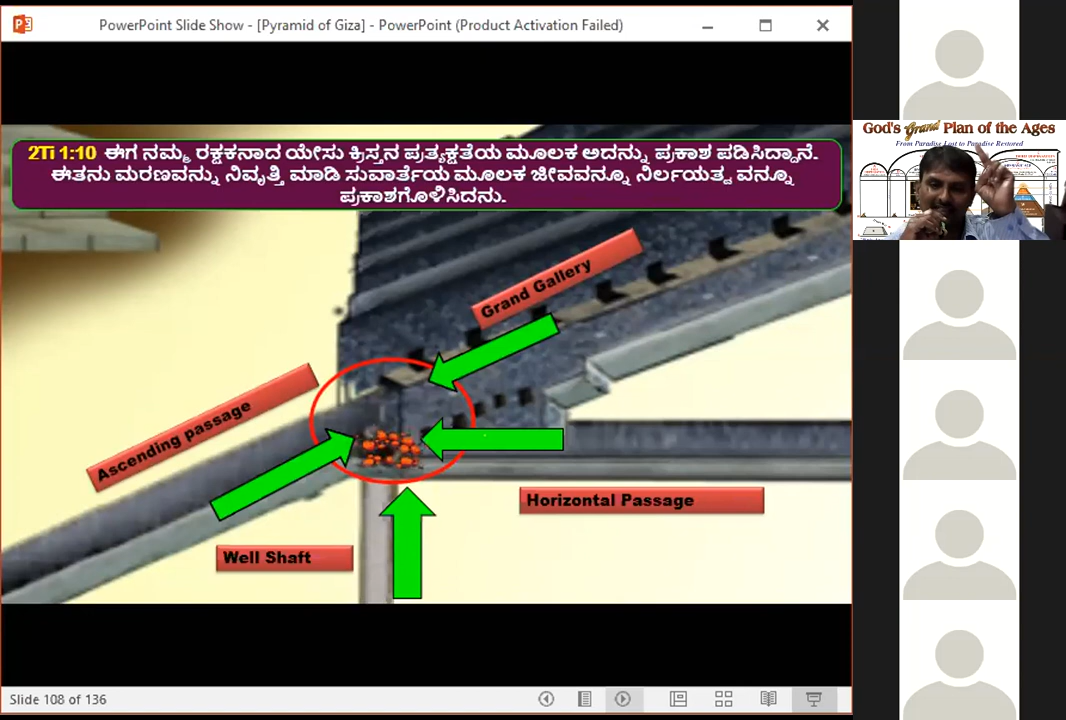 PowerPoint Slide Show - [Pyramid of Giza] - PowerPoint (Product Activation Failed)
God's Grand Plan of the Ages
From Paradise Lost to Paradise Restored
2Ti 1:10 ಈಗ ನಮ್ಮ ರಕ್ಷಕನಾದ ಯೇಸು ಕ್ರಿಸ್ತನ ಪ್ರತ್ಯಕ್ಷತೆಯ ಮೂಲಕ ಅದನ್ನು ಪ್ರಕಾಶ ಪಡಿಸಿದ್ದಾನೆ.
ಈತನು ಮರಣವನ್ನು ನಿವೃತ್ತಿ ಮಾಡಿ ಸುವಾರ್ತೆಯ ಮೂಲಕ ಜೀವವನ್ನೂ ನಿರ್ಲಯತ್ವ ವನ್ನೂ
ಪ್ರಕಾಶಗೊಳಿಸಿದನು.
Grand Gallery
Ascending passage
Horizontal Passage
Well Shaft
Slide 108 of 136